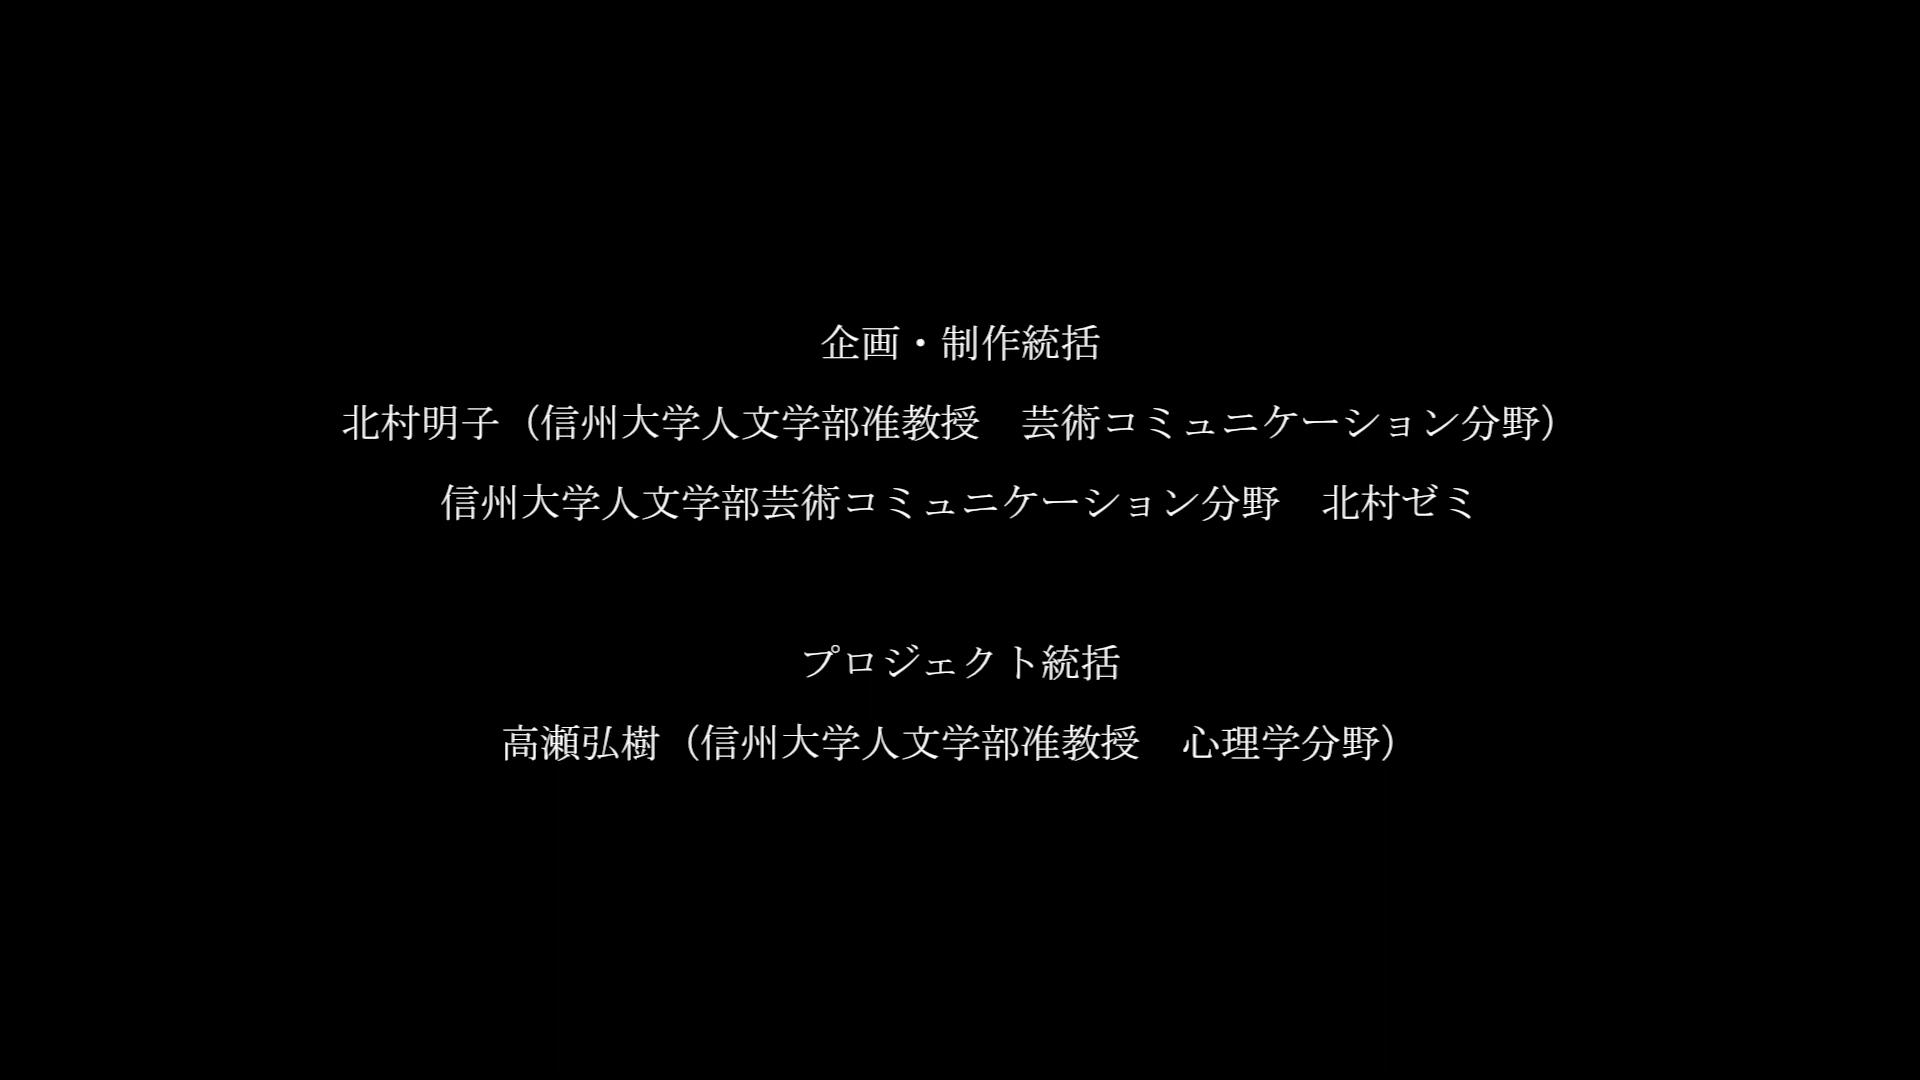 企画・制作統括
北村明子（信州大学人文学部准教授　芸術コミュニケーション分野）
信州大学人文学部芸術コミュニケーション分野　北村ゼミ
プロジェクト統括
高瀬弘樹（信州大学人文学部准教授　心理学分野）